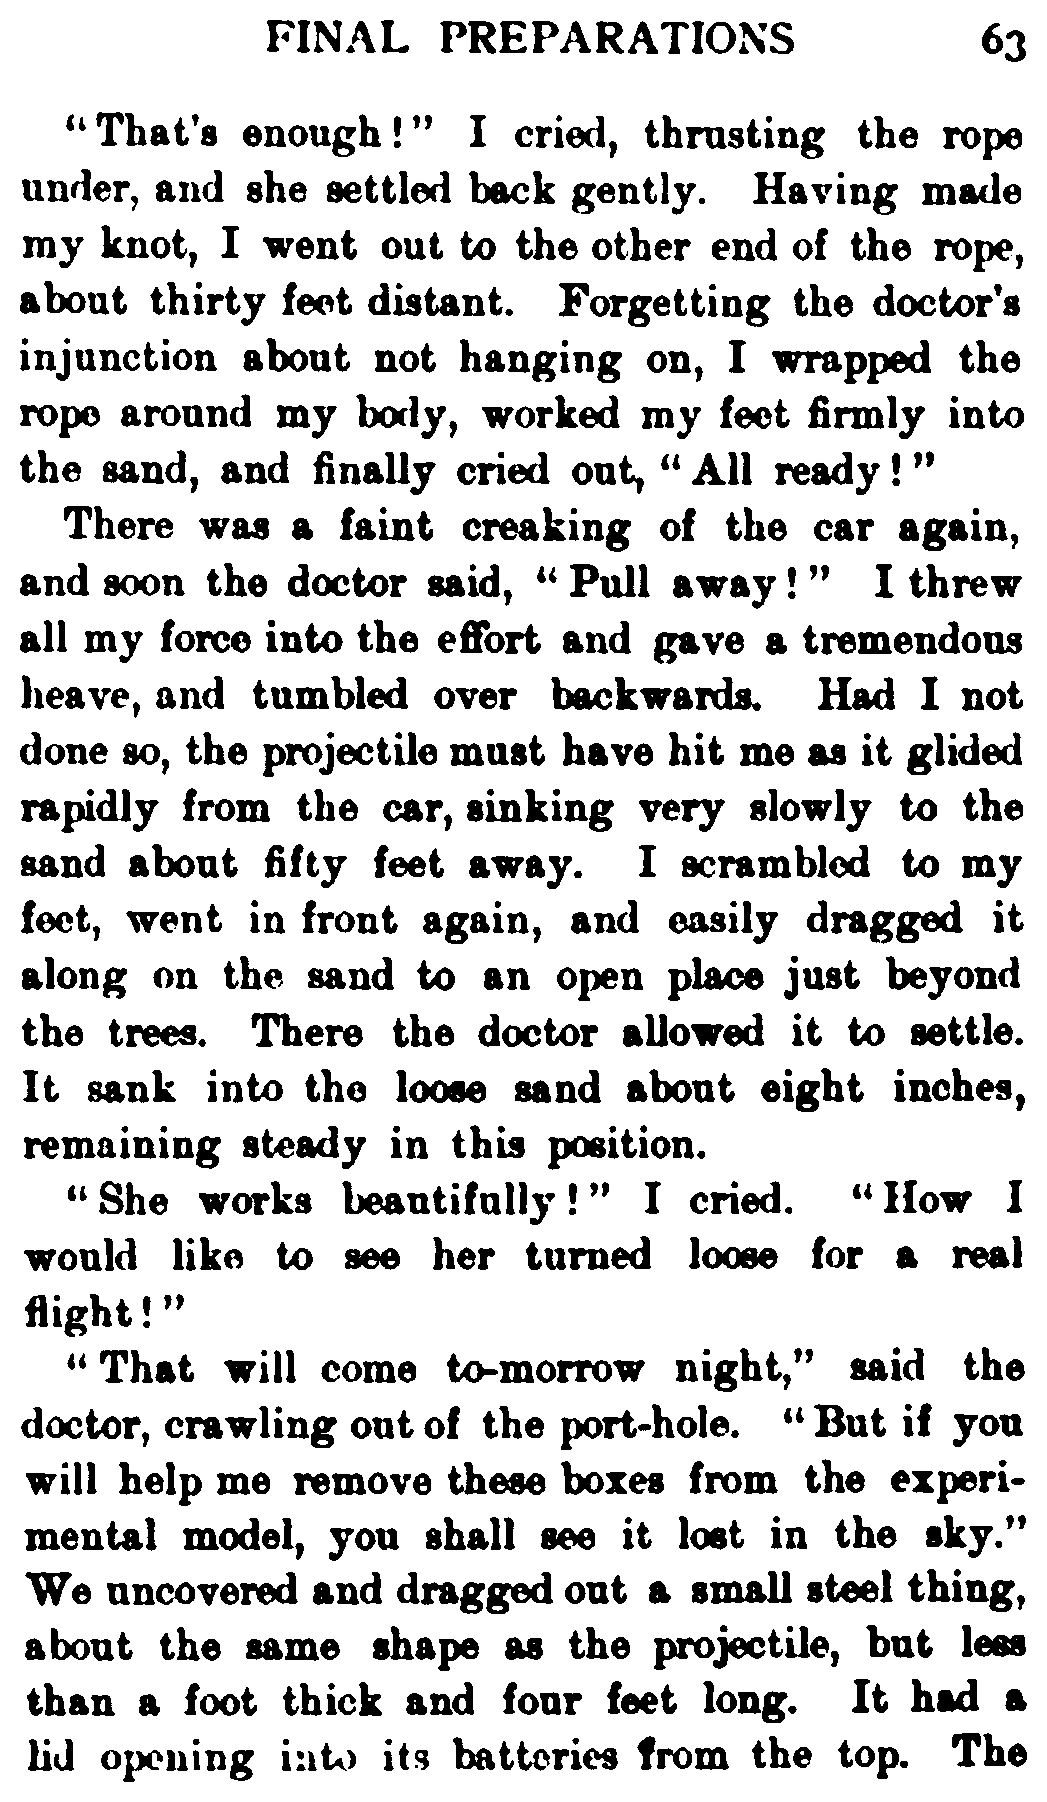 FINAL PREPARATIONS 63
"That's enough!" I cried, thrusting the rope
under, and she settled back gently. Having made
my knot, I went out to the other end of the rope,
about thirty feet distant. Forgetting the doctor's
injunction about not hanging on, I wrapped the
rope around my body, worked my feet firmly into
the sand, and finally cried out, "All ready!"
There was a faint creaking of the car again,
and soon the doctor said, "Pull away!" I threw
all my force into the effort and gave a tremendous
heave, and tumbled over backwards. Had I not
done so, the projectile must have hit me as it glided
rapidly from the car, sinking very slowly to the
sand about fifty feet away. I scrambled to my
feet, went in front again, and easily dragged it
along on the sand to an open place just beyond
the trees. There the doctor allowed it to settle.
It sank into the loose sand about eight inches,
remaining steady in this position.
"She works beautifully!" I cried. "How I
would like to see her turned loose for a real
flight!"
"That will come to-morrow night," said the
doctor, crawling out of the port-hole. "But if you
will help me remove these boxes from the experi-
mental model, you shall see it lost in the sky."
We uncovered and dragged out a small steel thing,
about the same shape as the projectile, but less
than a foot thick and four feet long. It had a
lid opening into its batteries from the top. The